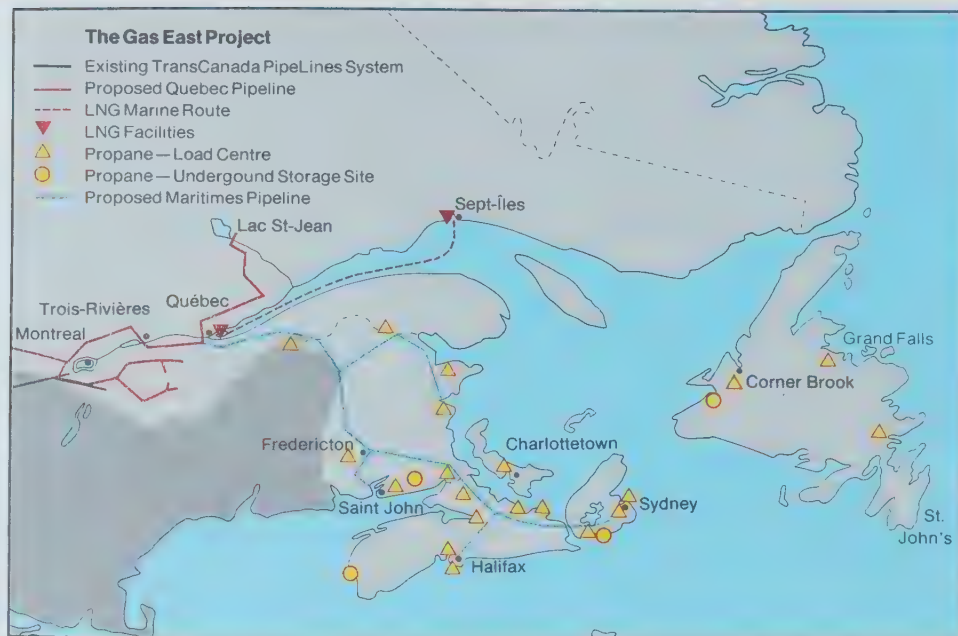 The Gas East Project
Existing TransCanada PipeLines System
Proposed Quebec Pipeline
LNG Marine Route
LNG Facilities
Propane—Load Centre
Propane—Undergound Storage Site
Proposed Maritimes Pipeline
Sept-Îles
Lac St-Jean
Trois-Rivières
Québec
Montreal
Grand Falls
Corner Brook
Fredericton
Charlottetown
Saint John
Sydney
St.
John's
Halifax